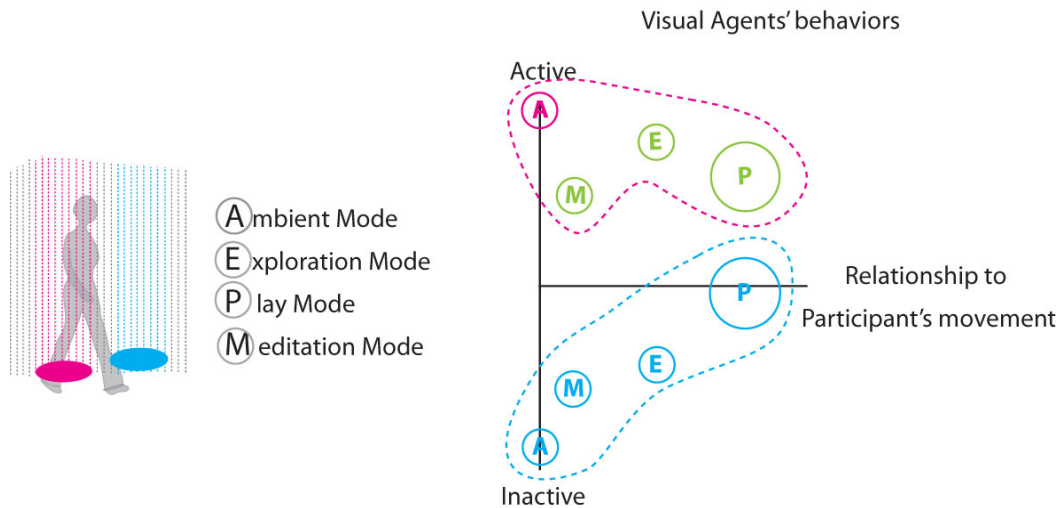 Visual Agents' behaviors
Active
A
E
P
M
Ambient Mode
Exploration Mode
Play Mode
Meditation Mode
P
Relationship to
Participant's movement
E
M
A
Inactive